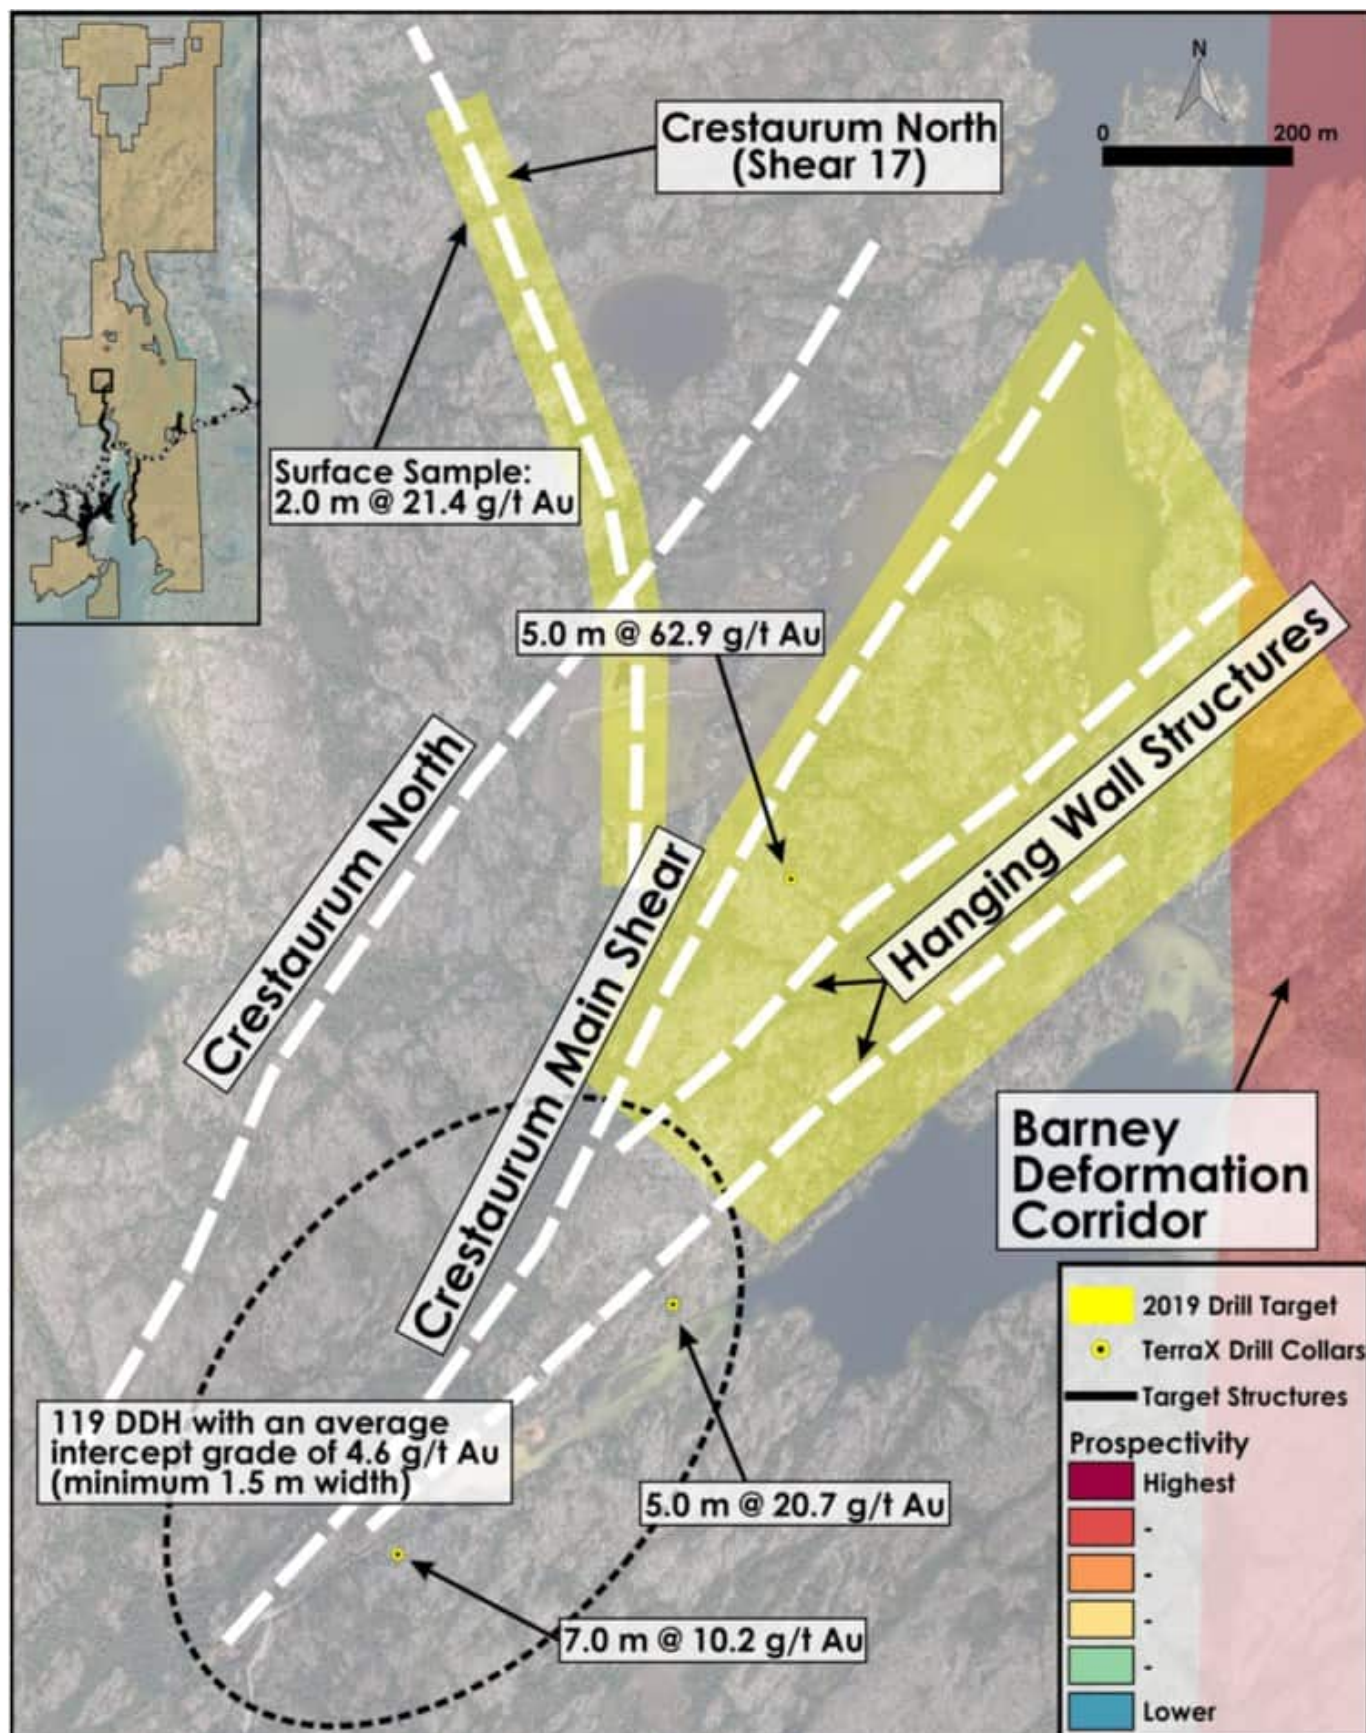 N
0 200 m
Crestaurum North
(Shear 17)
Surface Sample:
2.0 m @ 21.4 g/t Au
5.0 m @ 62.9 g/t Au
Crestaurum North
Crestaurum Main Shear
Hanging Wall Structures
Barney
Deformation
Corridor
119 DDH with an average
intercept grade of 4.6 g/t Au
(minimum 1.5 m width)
5.0 m @ 20.7 g/t Au
7.0 m @ 10.2 g/t Au
2019 Drill Target
TerraX Drill Collars
Target Structures
Prospectivity
Highest
-
-
-
-
Lower